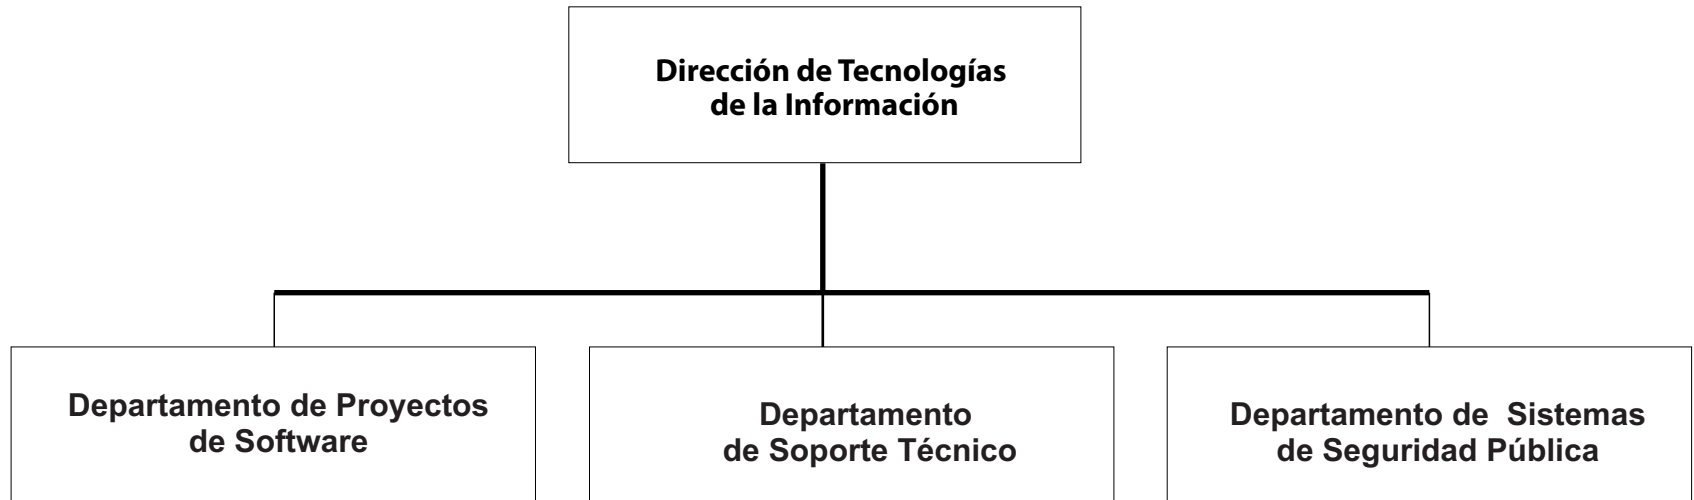 Dirección de Tecnologías
de la Información
Departamento de Proyectos
de Software
Departamento
de Soporte Técnico
Departamento de Sistemas
de Seguridad Pública